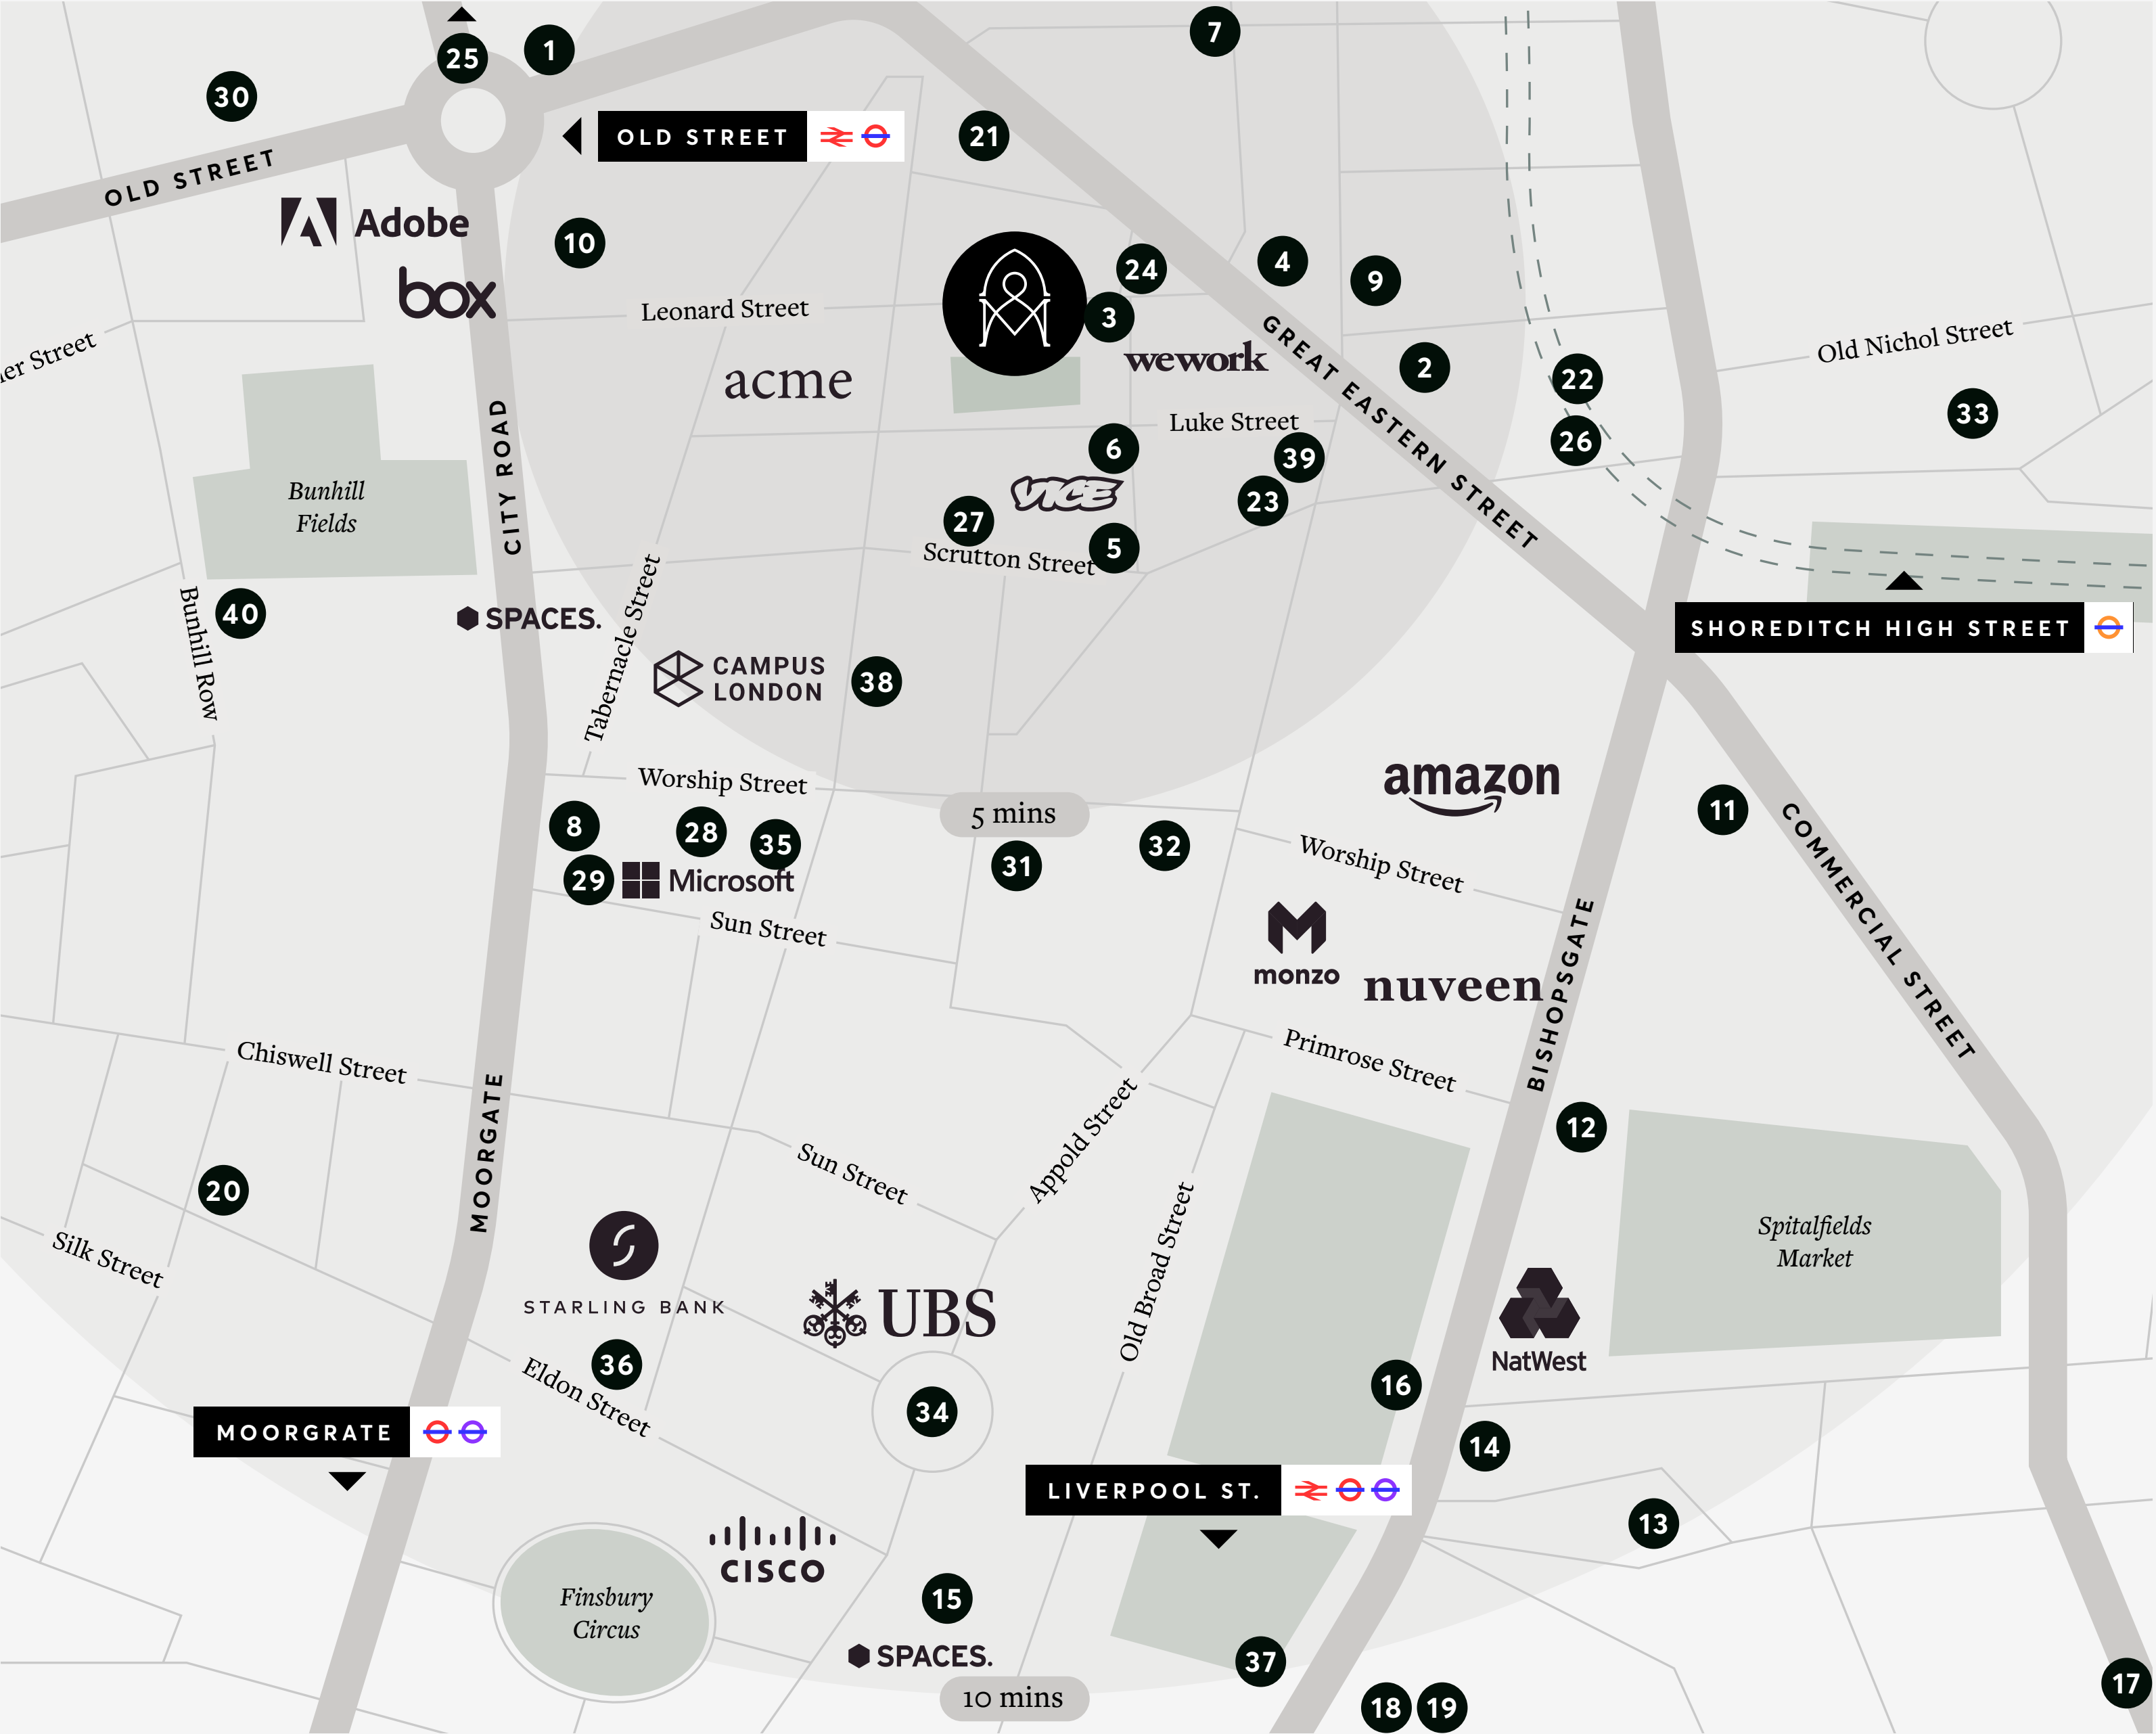 25
1
7
30
OLD STREET
21
OLD STREET
Adobe
10
box
24
4
9
Leonard Street
3
wework
GREAT EASTERN STREET
2
ler Street
acme
22
Old Nichol Street
33
Luke Street
CITY ROAD
6
39
26
Bunhill
Fields
VICE
23
27
5
Scrutton Street
40
Bunhill Row
SPACES.
Tabernacle Street
SHOREDITCH HIGH STREET
CAMPUS
LONDON
38
Worship Street
amazon
5 mins
11
COMMERCIAL STREET
8
28
35
32
Worship Street
31
29
Microsoft
Sun Street
monzo
nuveen
BISHOPSGATE
Chiswell Street
Primrose Street
MOORGATE
Appold Street
12
Sun Street
20
Silk Street
Old Broad Street
Spitalfields
Market
STARLING BANK
UBS
NatWest
36
Eldon Street
16
34
MOORGRATE
14
LIVERPOOL ST.
13
CISCO
Finsbury
Circus
15
SPACES.
37
10 mins
18
19
17